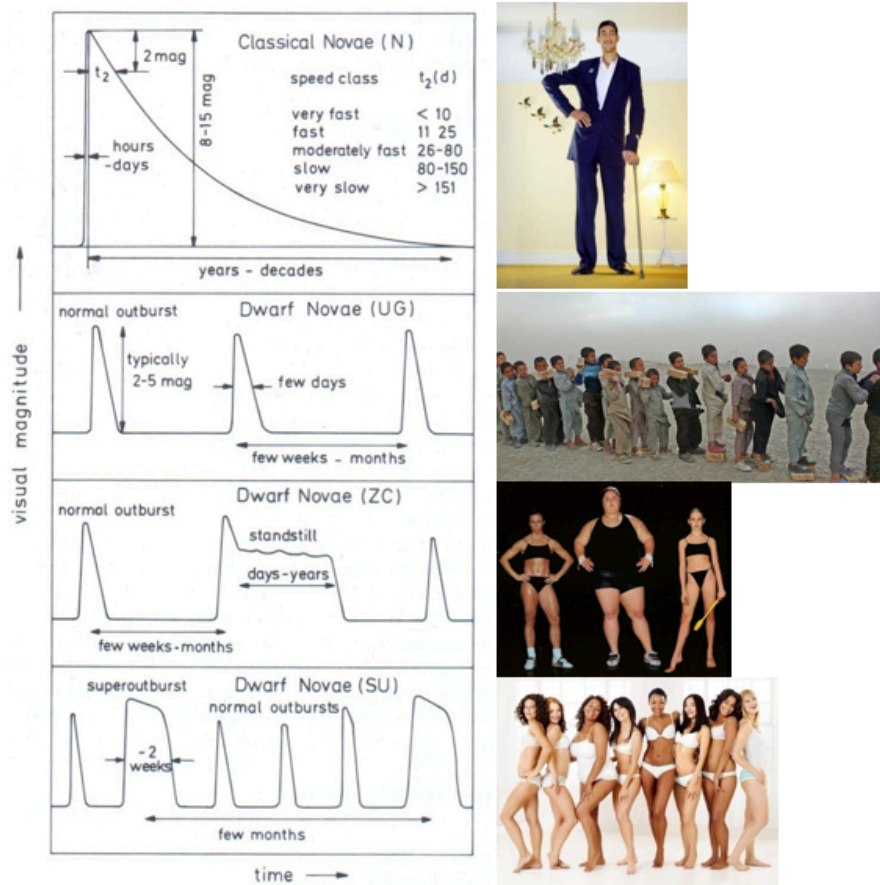 Classical Novae (N)
2 mag
t2
speed class t2(d)
8-15 mag
very fast < 10
fast 11 25
moderately fast 26-80
slow 80-150
very slow > 151
hours
-days
years - decades
normal outburst Dwarf Novae (UG)
typically
2-5 mag
few days
few weeks - months
Dwarf Novae (ZC)
normal outburst
standstill
days-years
few weeks-months
superoutburst Dwarf Novae (SU)
normal outbursts
~2
weeks
few months
visual magnitude
time